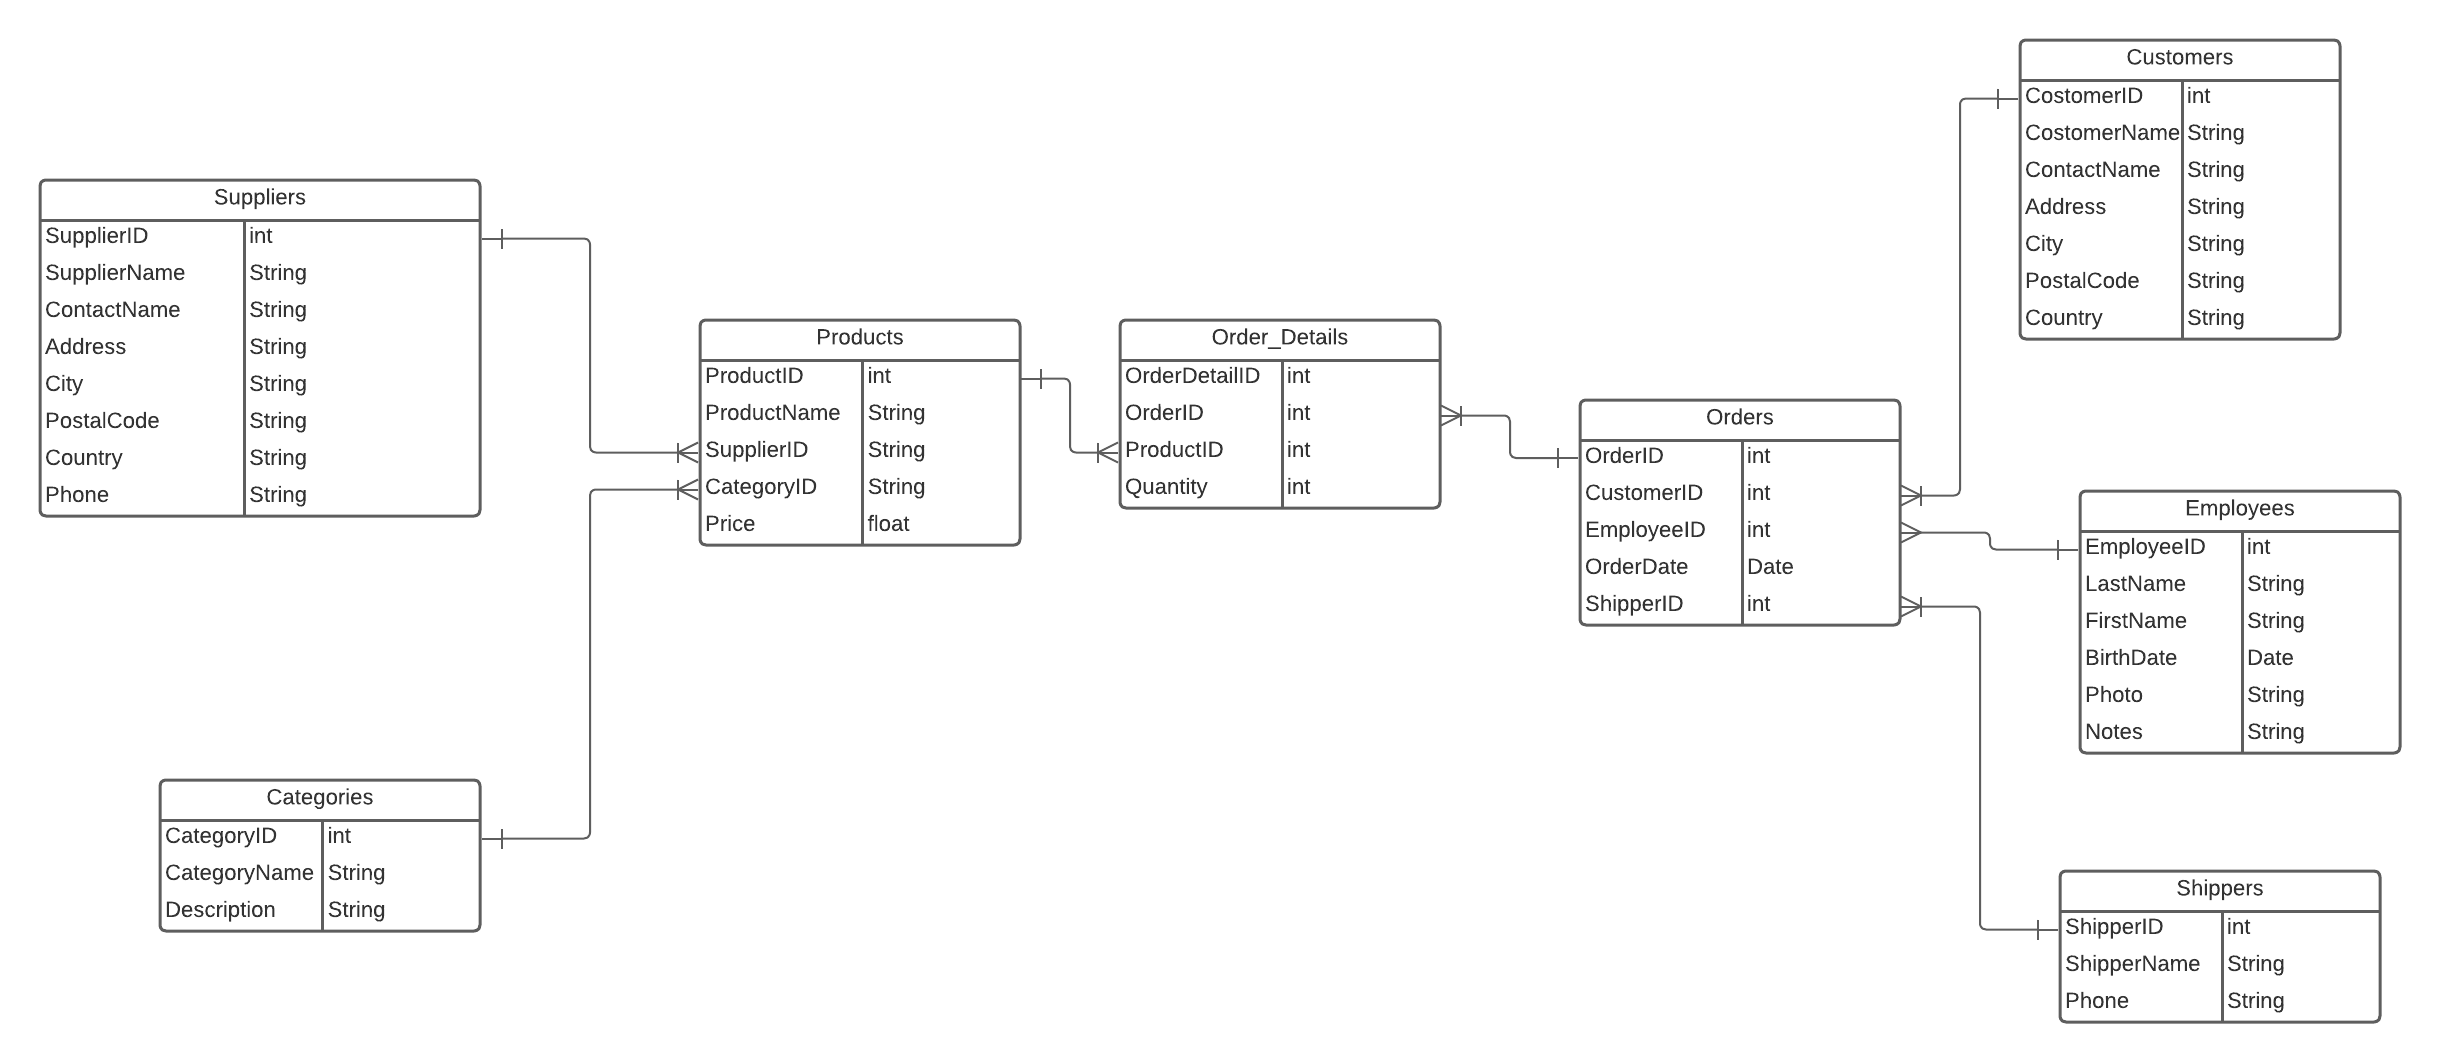 Suppliers
SupplierID int
SupplierName String
ContactName String
Address String
City String
PostalCode String
Country String
Phone String
Categories
CategoryID int
CategoryName String
Description String
Products
ProductID int
ProductName String
SupplierID String
CategoryID String
Price float
Order_Details
OrderDetailID int
OrderID int
ProductID int
Quantity int
Orders
OrderID int
CustomerID int
EmployeeID int
OrderDate Date
ShipperID int
Customers
CostomerID int
CostomerName String
ContactName String
Address String
City String
PostalCode String
Country String
Employees
EmployeeID int
LastName String
FirstName String
BirthDate Date
Photo String
Notes String
Shippers
ShipperID int
ShipperName String
Phone String